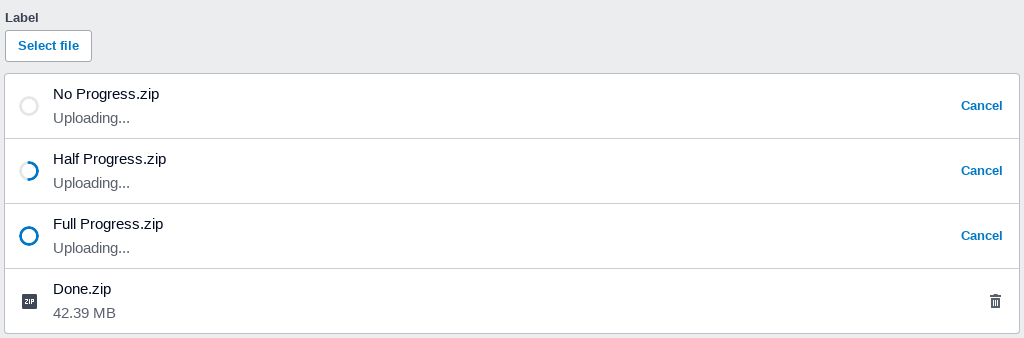 Label
Select file
No Progress.zip
Uploading...
Cancel
Half Progress.zip
Uploading...
Cancel
Full Progress.zip
Uploading...
Cancel
ZIP
Done.zip
42.39 MB